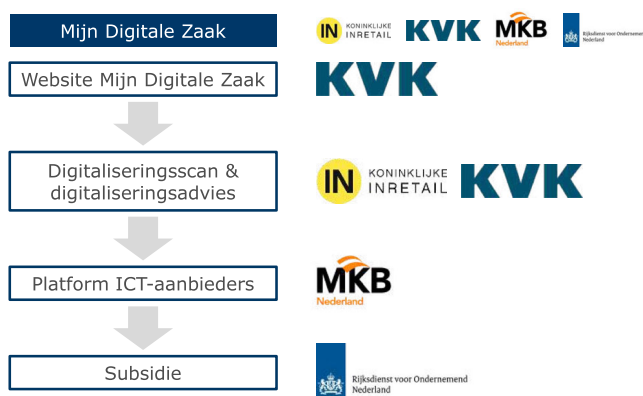 Mijn Digitale Zaak
IN KONINKLIJKE INRETAIL KVK MKB Nederland Rijksdienst voor Ondernemend Nederland
Website Mijn Digitale Zaak
KVK
Digitaliseringsscan &
digitaliseringsadvies
IN KONINKLIJKE
INRETAIL
KVK
Platform ICT-aanbieders
MKB
Nederland
Subsidie
Rijksdienst voor Ondernemend
Nederland